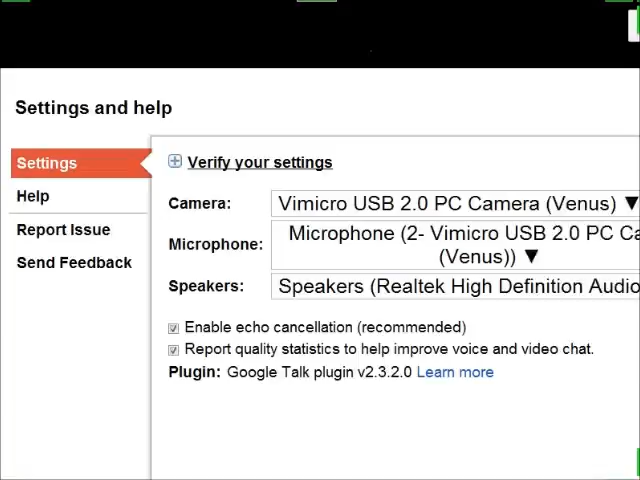 Settings and help
Settings
Help
Report Issue
Send Feedback
Verify your settings
Camera: Vimicro USB 2.0 PC Camera (Venus) ▼
Microphone: Microphone (2- Vimicro USB 2.0 PC Ca
(Venus)) ▼
Speakers: Speakers (Realtek High Definition Audio
Enable echo cancellation (recommended)
Report quality statistics to help improve voice and video chat.
Plugin: Google Talk plugin v2.3.2.0 Learn more